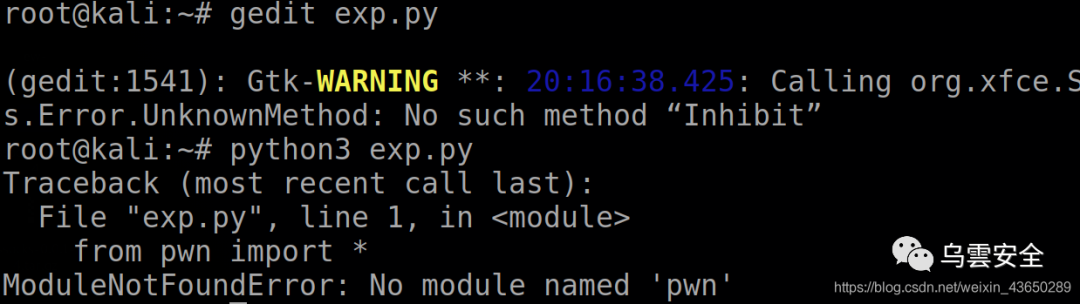 root@kali:~# gedit exp.py
(gedit:1541): Gtk-WARNING **: 20:16:38.425: Calling org.xfce.S
s.Error.UnknownMethod: No such method “Inhibit”
root@kali:~# python3 exp.py
Traceback (most recent call last):
  File "exp.py", line 1, in <module>
    from pwn import *
ModuleNotFoundError: No module named 'pwn'
乌雲安全
https://blog.csdn.net/weixin_43650289